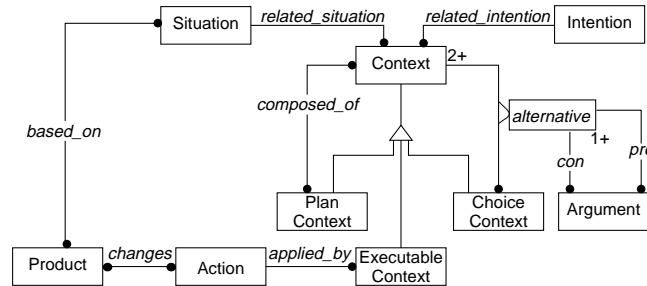 Situation
related_situation
related_intention
Intention
Context
2+
composed_of
alternative
based_on
1+
con
pro
Plan
Context
Choice
Context
Argument
Product
changes
Action
applied_by
Executable
Context